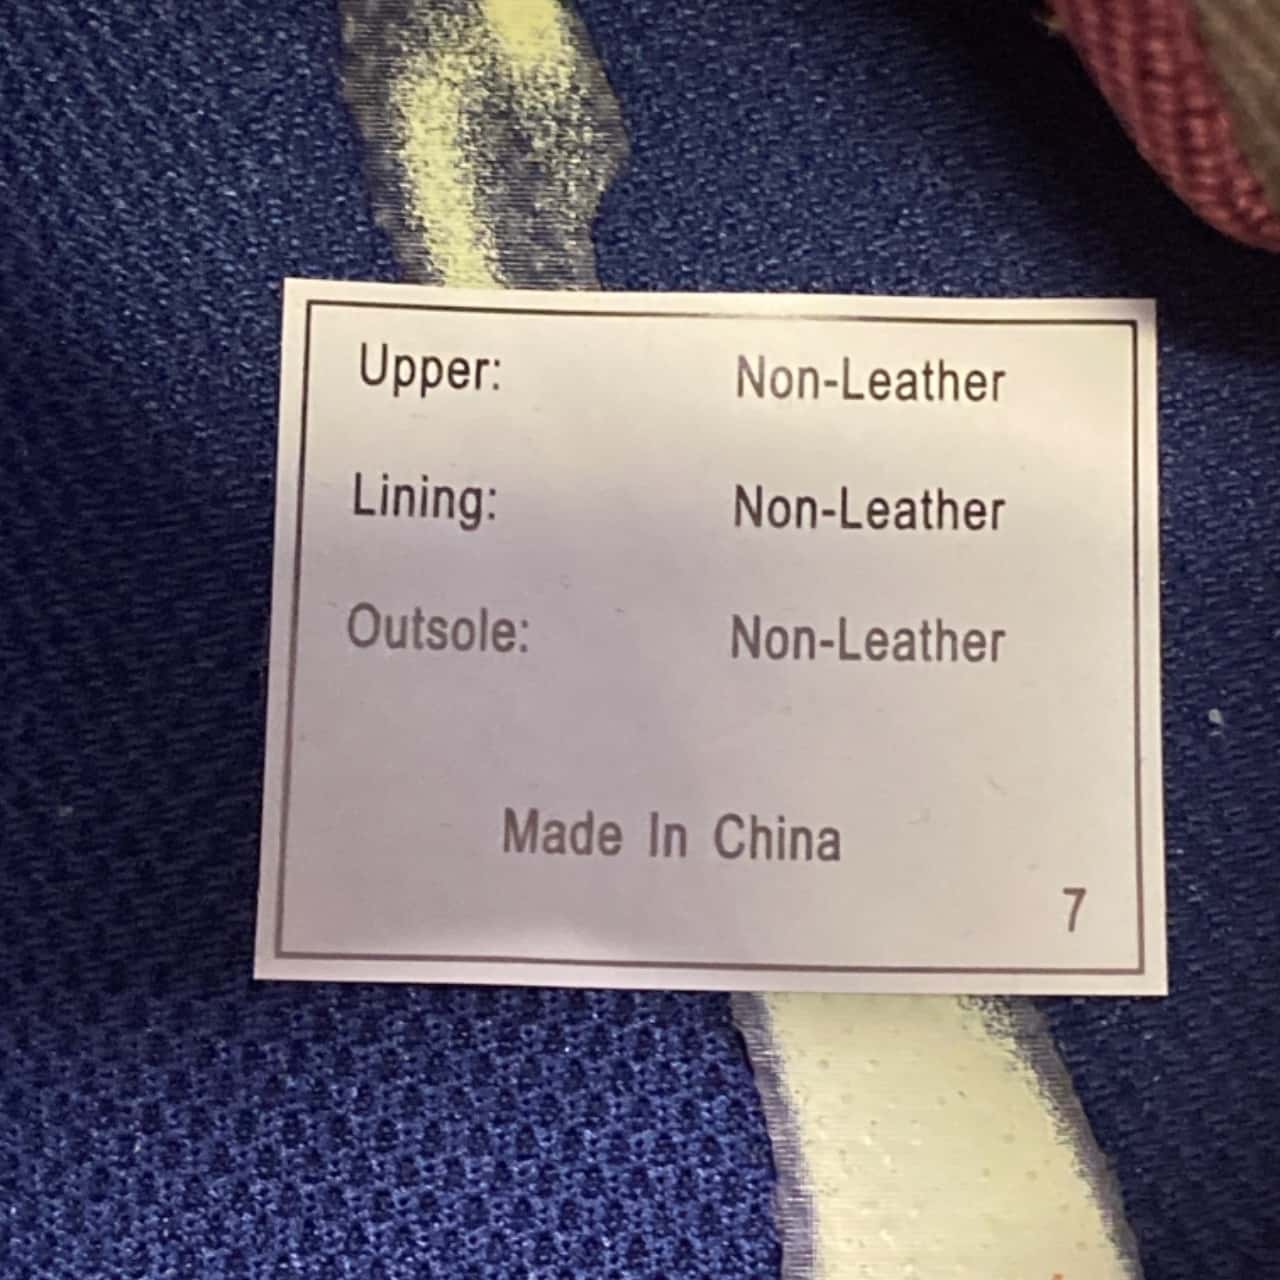 Upper: Non-Leather
Lining: Non-Leather
Outsole: Non-Leather
Made In China
7